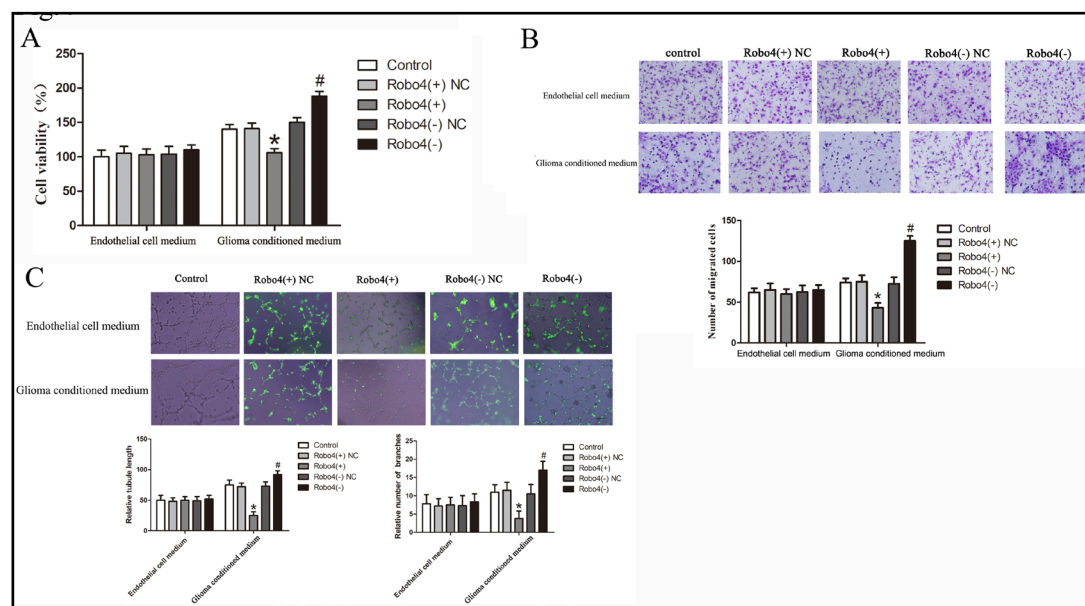 A
Cell viability (%)
250
200
150
100
50
0
*
#
Endothelial cell medium
Glioma conditioned medium
Control
Robo4(+) NC
Robo4(+)
Robo4(-) NC
Robo4(-)
B
control
Robo4(+) NC
Robo4(+)
Robo4(-) NC
Robo4(-)
Endothelial cell medium
Glioma conditioned medium
Number of migrated cells
150
100
50
0
*
#
Endothelial cell medium
Glioma conditioned medium
Control
Robo4(+) NC
Robo4(+)
Robo4(-) NC
Robo4(-)
C
Control
Robo4(+) NC
Robo4(+)
Robo4(-) NC
Robo4(-)
Endothelial cell medium
Glioma conditioned medium
Relative tubule length
150
100
50
0
*
#
Endothelial cell medium
Glioma conditioned medium
Control
Robo4(+) NC
Robo4(+)
Robo4(-) NC
Robo4(-)
Relative number of branches
25
20
15
10
5
0
*
#
Endothelial cell medium
Glioma conditioned medium
Control
Robo4(+) NC
Robo4(+)
Robo4(-) NC
Robo4(-)